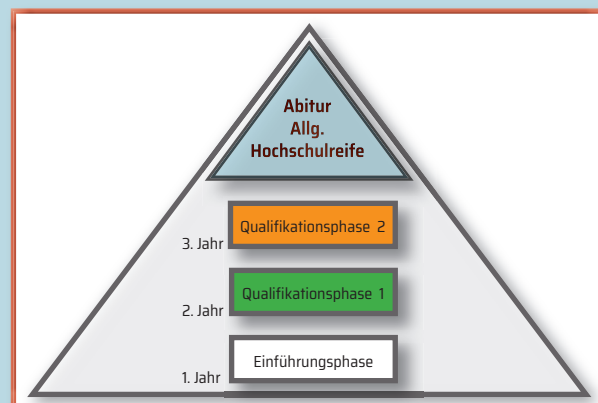 Abitur
Allg.
Hochschulreife
Qualifikationsphase 2
3. Jahr
Qualifikationsphase 1
2. Jahr
Einführungsphase
1. Jahr